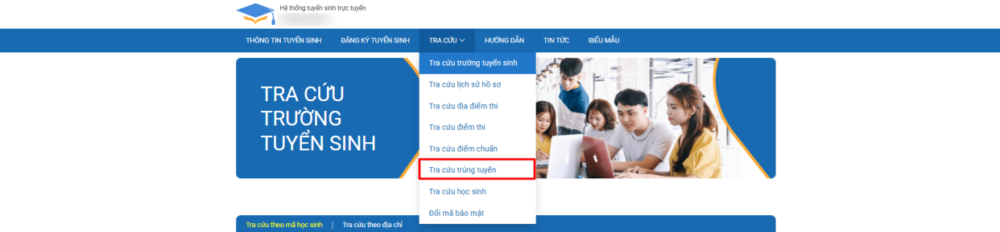 Hệ thống tuyển sinh trực tuyến
THÔNG TIN TUYỂN SINH ĐĂNG KÝ TUYỂN SINH TRA CỨU HƯỚNG DẪN TIN TỨC BIỂU MẪU
TRA CỨU
TRƯỜNG
TUYỂN SINH
Tra cứu trường tuyển sinh
Tra cứu lịch sử hồ sơ
Tra cứu địa điểm thi
Tra cứu điểm thi
Tra cứu điểm chuẩn
Tra cứu trúng tuyển
Tra cứu học sinh
Đổi mã bảo mật
Tra cứu theo mã học sinh | Tra cứu theo địa chỉ